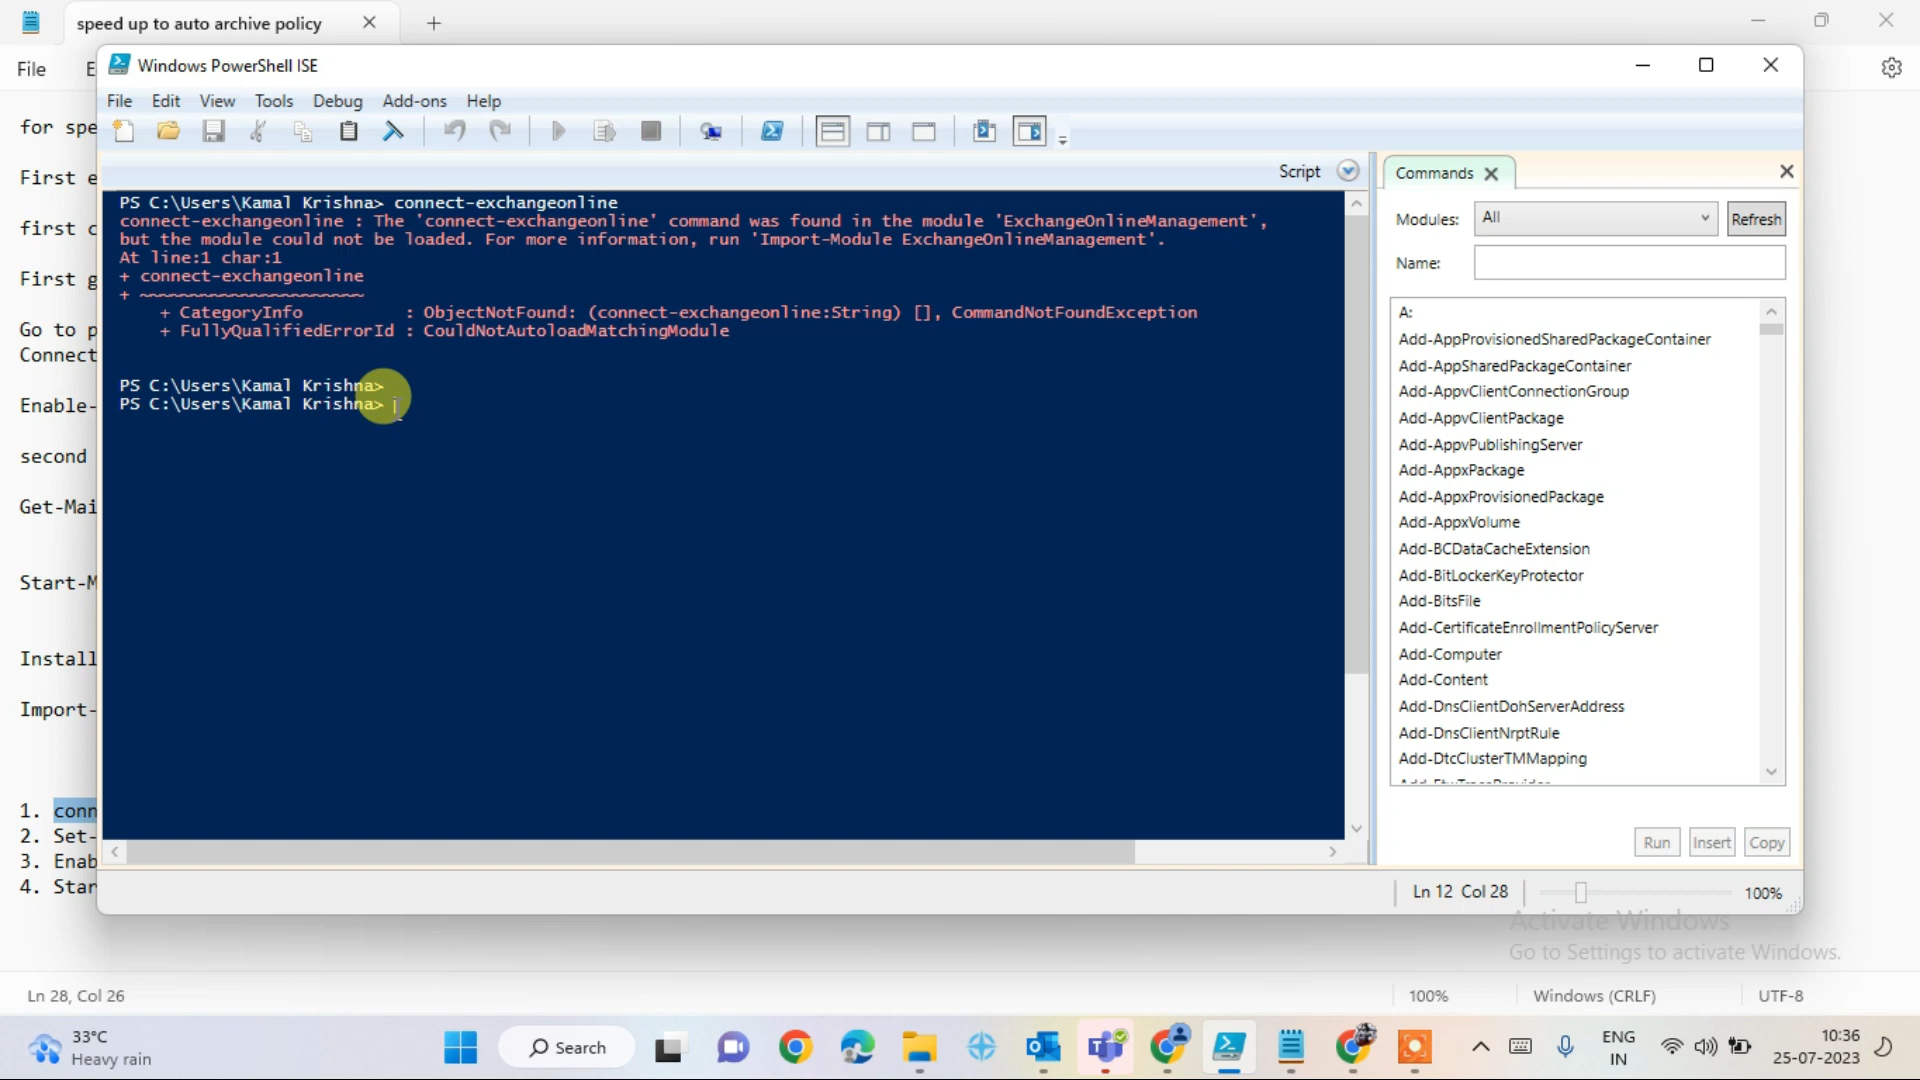 speed up to auto archive policy
File
E
for spe
First e
first c
First g
Go to p
Connect
Enable-
second
Get-Mai
Start-M
Install
Import-
1. conn
2. Set-
3. Enab
4. Star
Windows PowerShell ISE
File Edit View Tools Debug Add-ons Help
Script
PS C:\Users\Kamal Krishna> connect-exchangeonline
connect-exchangeonline : The 'connect-exchangeonline' command was found in the module 'ExchangeOnlineManagement',
but the module could not be loaded. For more information, run 'Import-Module ExchangeOnlineManagement'.
At line:1 char:1
+ connect-exchangeonline
+ ~~~~~~~~~~~~~~~~~~~~~~
+ CategoryInfo : ObjectNotFound: (connect-exchangeonline:String) [], CommandNotFoundException
+ FullyQualifiedErrorId : CouldNotAutoloadMatchingModule
PS C:\Users\Kamal Krishna>
PS C:\Users\Kamal Krishna>
Commands
Modules: All Refresh
Name:
A:
Add-AppProvisionedSharedPackageContainer
Add-AppSharedPackageContainer
Add-AppvClientConnectionGroup
Add-AppvClientPackage
Add-AppvPublishingServer
Add-AppxPackage
Add-AppxProvisionedPackage
Add-AppxVolume
Add-BCDataCacheExtension
Add-BitLockerKeyProtector
Add-BitsFile
Add-CertificateEnrollmentPolicyServer
Add-Computer
Add-Content
Add-DnsClientDohServerAddress
Add-DnsClientNrptRule
Add-DtcClusterTMMapping
Run Insert Copy
Ln 12 Col 28 100%
Activate Windows
Go to Settings to activate Windows.
Ln 28, Col 26 100% Windows (CRLF) UTF-8
33°C
Heavy rain
Search
ENG
IN
10:36
25-07-2023